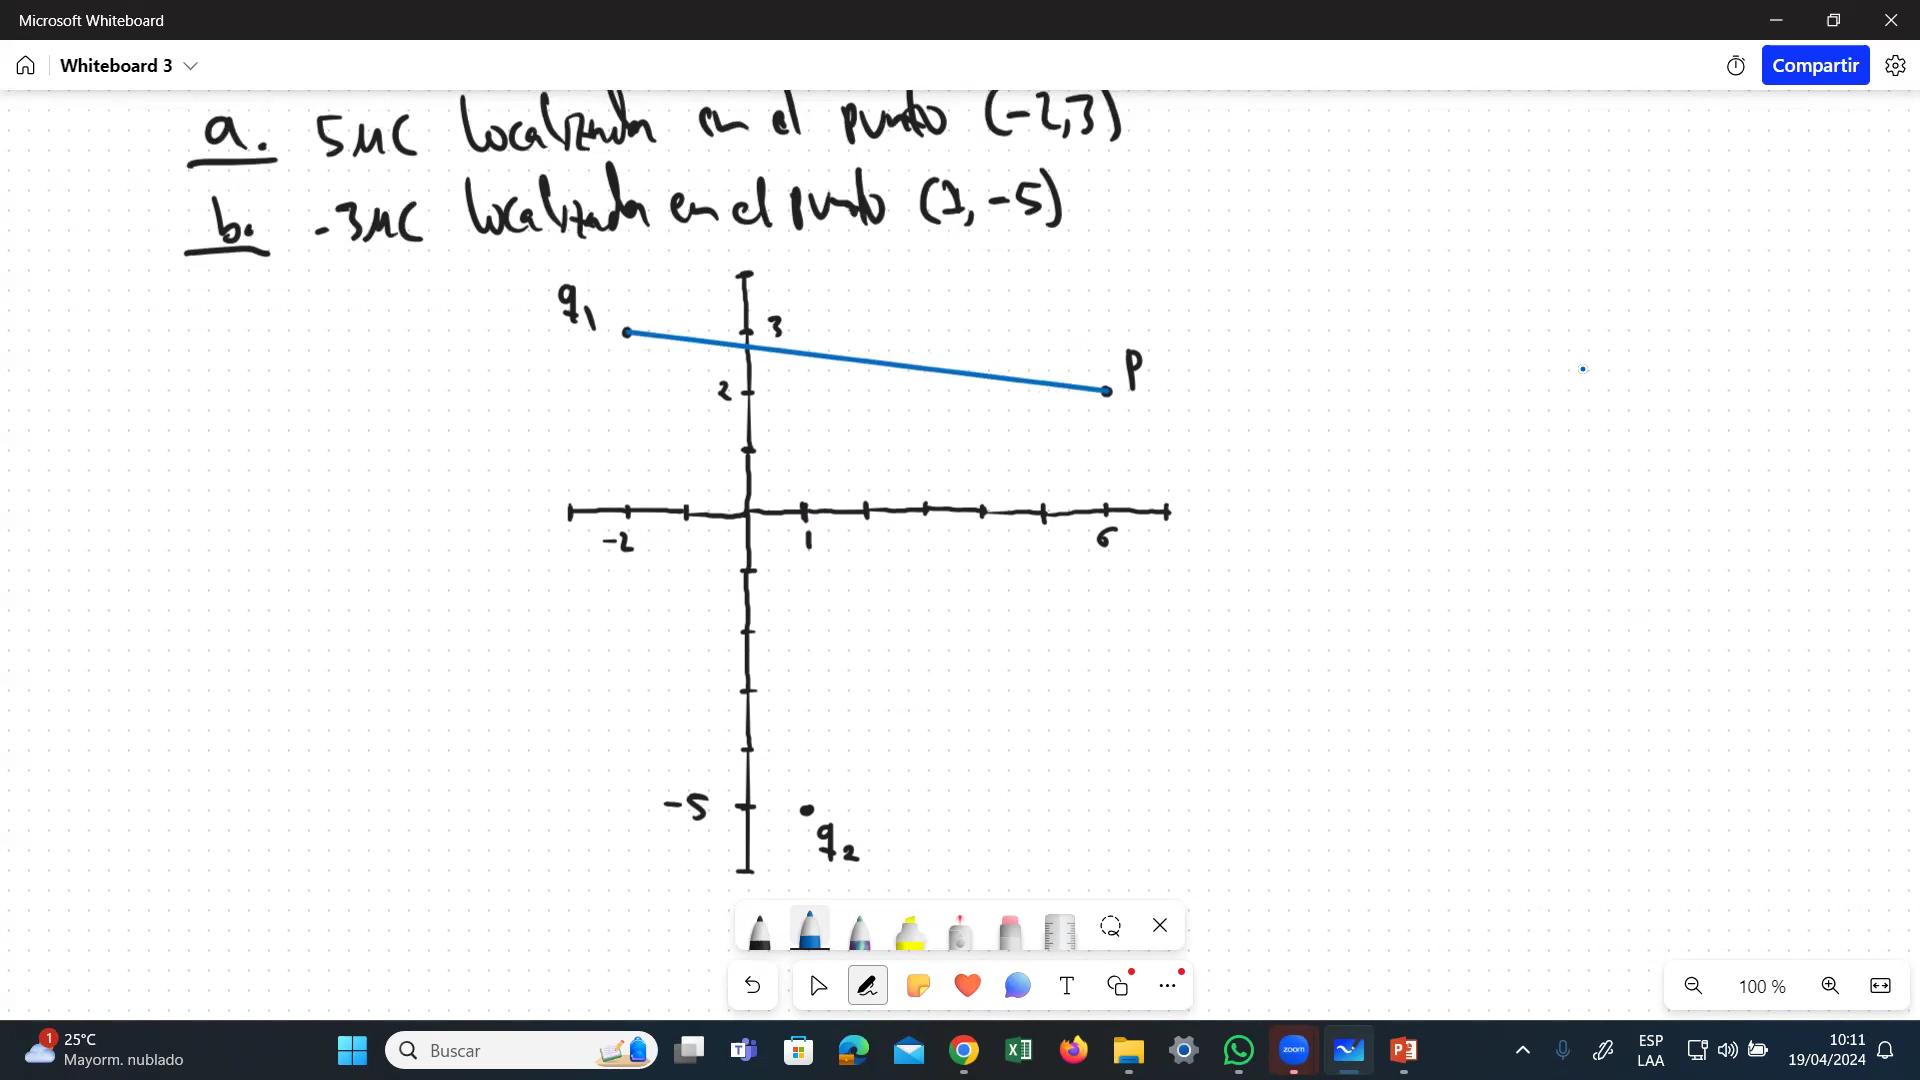 Microsoft Whiteboard
Whiteboard 3
Compartir
a. 5μC localizada en el punto (-2,3)
b. -3μC localizada en el punto (1,-5)
q1
3
P
2
-2
1
6
-5
q2
100 %
1
25°C
Mayorm. nublado
Buscar
zoom
ESP
LAA
10:11
19/04/2024